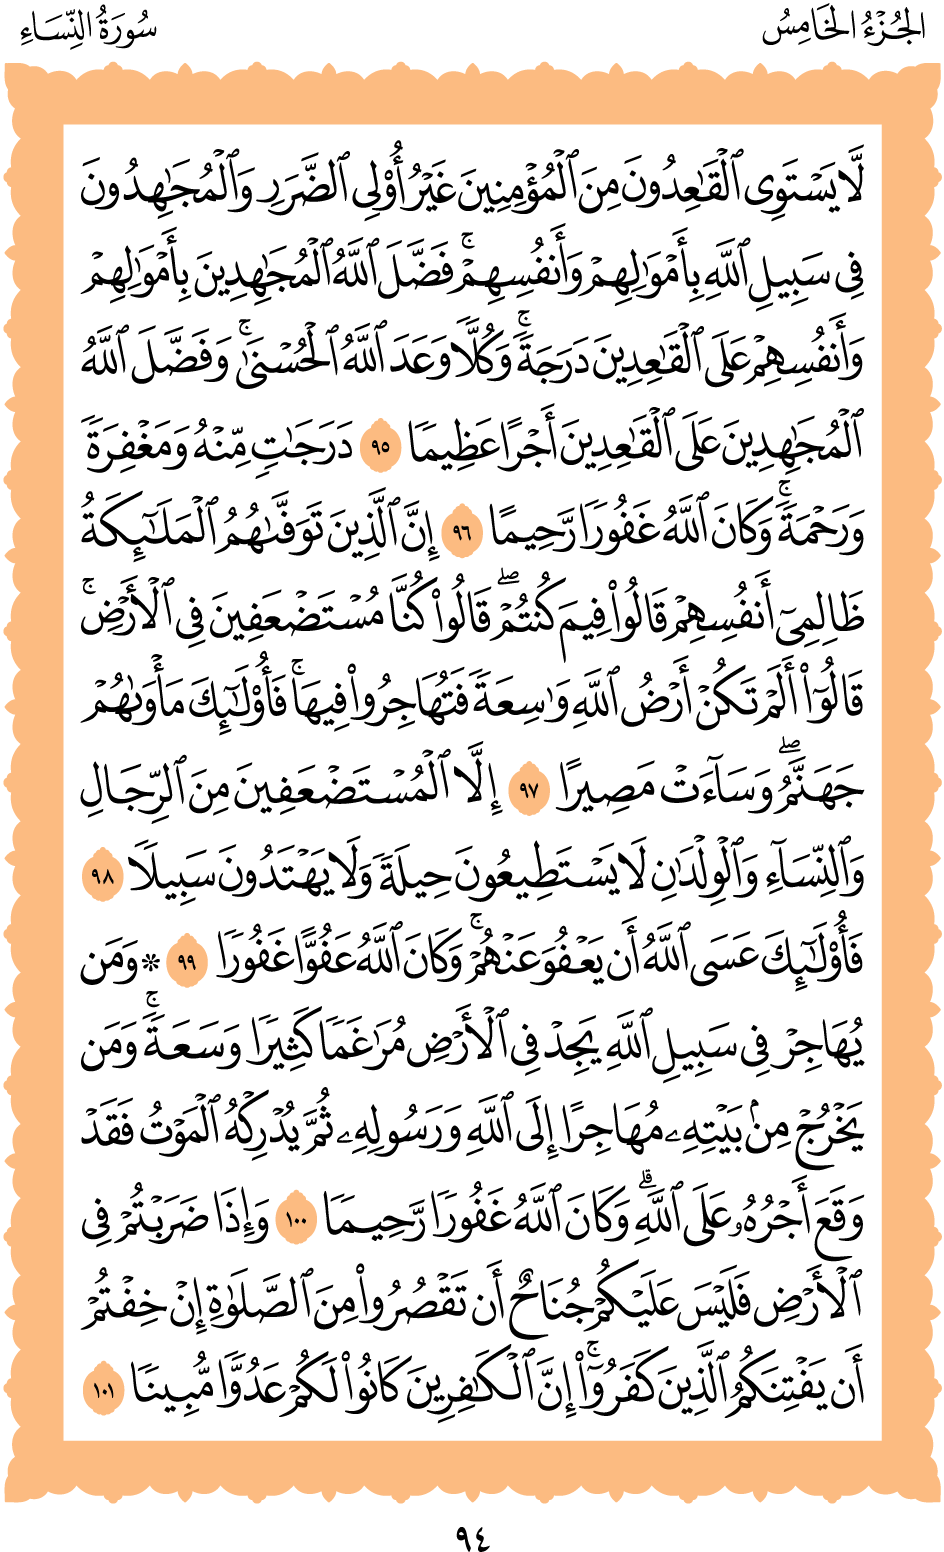 الجُزْءُ الخَامِسُ
سُورَةُ النِّسَاءِ
لَّا يَسْتَوِى ٱلْقَـٰعِدُونَ مِنَ ٱلْمُؤْمِنِينَ غَيْرُ أُو۟لِى ٱلضَّرَرِ وَٱلْمُجَـٰهِدُونَ
فِى سَبِيلِ ٱللَّهِ بِأَمْوَٰلِهِمْ وَأَنفُسِهِمْ ۚ فَضَّلَ ٱللَّهُ ٱلْمُجَـٰهِدِينَ بِأَمْوَٰلِهِمْ
وَأَنفُسِهِمْ عَلَى ٱلْقَـٰعِدِينَ دَرَجَةً ۚ وَكُلًّا وَعَدَ ٱللَّهُ ٱلْحُسْنَىٰ ۚ وَفَضَّلَ ٱللَّهُ
ٱلْمُجَـٰهِدِينَ عَلَى ٱلْقَـٰعِدِينَ أَجْرًا عَظِيمًا ٩٥ دَرَجَـٰتٍ مِّنْهُ وَمَغْفِرَةً
وَرَحْمَةً ۚ وَكَانَ ٱللَّهُ غَفُورًا رَّحِيمًا ٩٦ إِنَّ ٱلَّذِينَ تَوَفَّىٰهُمُ ٱلْمَلَـٰٓئِكَةُ
ظَالِمِىٓ أَنفُسِهِمْ قَالُوا۟ فِيمَ كُنتُمْ ۖ قَالُوا۟ كُنَّا مُسْتَضْعَفِينَ فِى ٱلْأَرْضِ ۚ
قَالُوٓا۟ أَلَمْ تَكُنْ أَرْضُ ٱللَّهِ وَٰسِعَةً فَتُهَاجِرُوا۟ فِيهَا ۚ فَأُو۟لَـٰٓئِكَ مَأْوَىٰهُمْ
جَهَنَّمُ ۖ وَسَآءَتْ مَصِيرًا ٩٧ إِلَّا ٱلْمُسْتَضْعَفِينَ مِنَ ٱلرِّجَالِ
وَٱلنِّسَآءِ وَٱلْوِلْدَٰنِ لَا يَسْتَطِيعُونَ حِيلَةً وَلَا يَهْتَدُونَ سَبِيلًا ٩٨
فَأُو۟لَـٰٓئِكَ عَسَى ٱللَّهُ أَن يَعْفُوَ عَنْهُمْ ۚ وَكَانَ ٱللَّهُ عَفُوًّا غَفُورًا ٩٩ * وَمَن
يُهَاجِرْ فِى سَبِيلِ ٱللَّهِ يَجِدْ فِى ٱلْأَرْضِ مُرَٰغَمًا كَثِيرًا وَسَعَةً ۚ وَمَن
يَخْرُجْ مِنۢ بَيْتِهِۦ مُهَاجِرًا إِلَى ٱللَّهِ وَرَسُولِهِۦ ثُمَّ يُدْرِكْهُ ٱلْمَوْتُ فَقَدْ
وَقَعَ أَجْرُهُۥ عَلَى ٱللَّهِ ۗ وَكَانَ ٱللَّهُ غَفُورًا رَّحِيمًا ١٠٠ وَإِذَا ضَرَبْتُمْ فِى
ٱلْأَرْضِ فَلَيْسَ عَلَيْكُمْ جُنَاحٌ أَن تَقْصُرُوا۟ مِنَ ٱلصَّلَوٰةِ إِنْ خِفْتُمْ
أَن يَفْتِنَكُمُ ٱلَّذِينَ كَفَرُوٓا۟ ۚ إِنَّ ٱلْكَـٰفِرِينَ كَانُوا۟ لَكُمْ عَدُوًّا مُّبِينًا ١٠١
٩٤